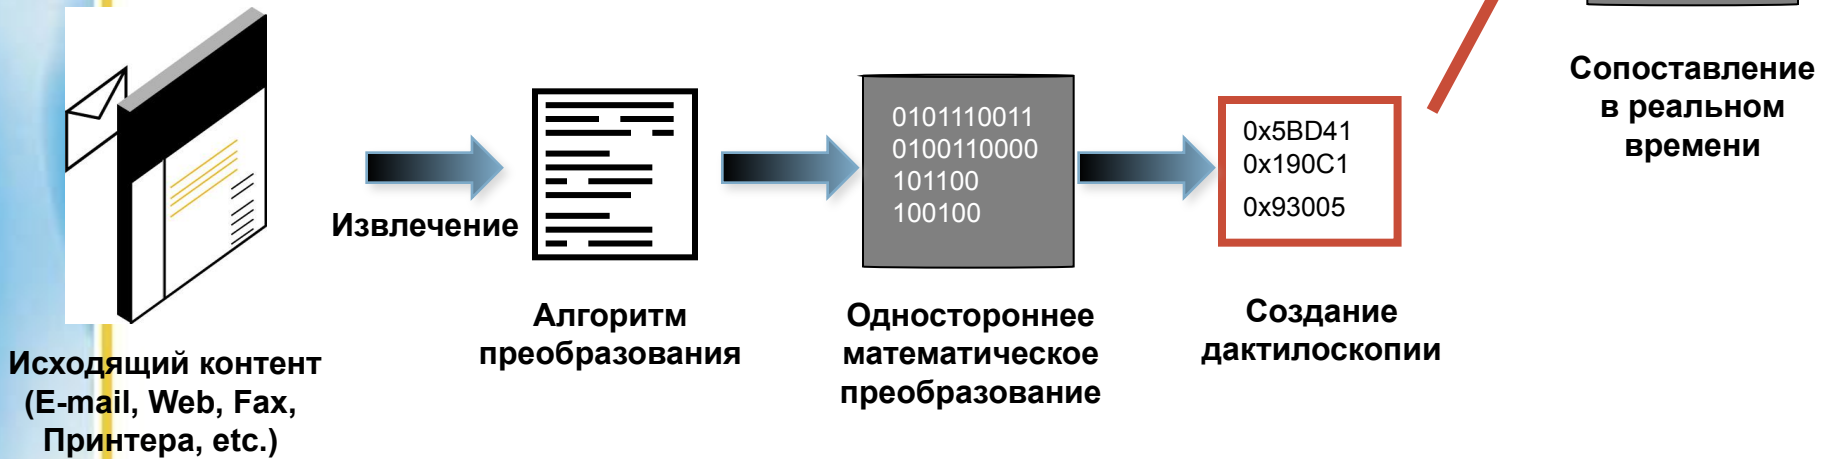 Исходящий контент
(E-mail, Web, Fax,
Принтера, etc.)
Извлечение
Алгоритм
преобразования
0101110011
0100110000
101100
100100
Одностороннее
математическое
преобразование
0x5BD41
0x190C1
0x93005
Создание
дактилоскопии
Сопоставление
в реальном
времени